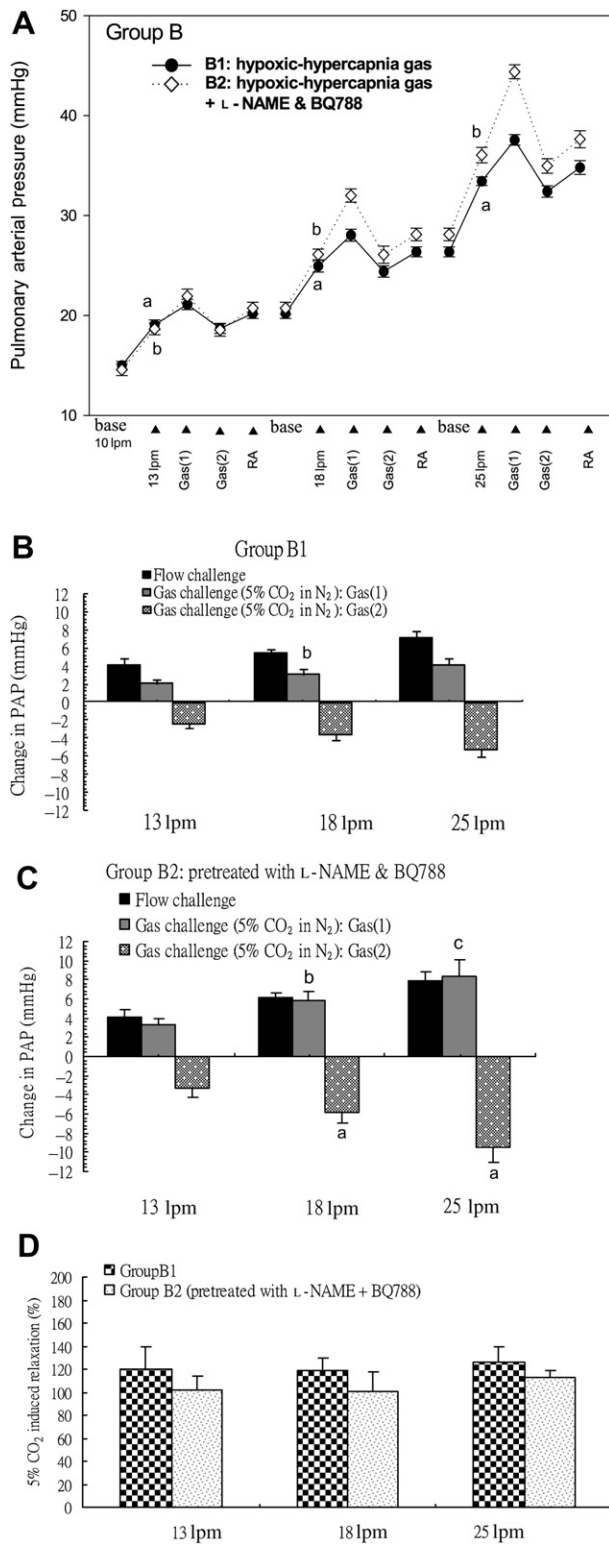 A
Group B
B1: hypoxic-hypercapnia gas
B2: hypoxic-hypercapnia gas
+ L - NAME & BQ788
Pulmonary arterial pressure (mmHg)
50
40
30
20
10
a
b
b
a
b
a
base
10 lpm
13 lpm
Gas(1)
Gas(2)
RA
base
18 lpm
Gas(1)
Gas(2)
RA
base
25 lpm
Gas(1)
Gas(2)
RA
B
Group B1
Flow challenge
Gas challenge (5% CO2 in N2): Gas(1)
Gas challenge (5% CO2 in N2): Gas(2)
Change in PAP (mmHg)
12
10
8
6
4
2
0
−2
−4
−6
−8
−10
−12
b
13 lpm
18 lpm
25 lpm
C
Group B2: pretreated with L-NAME & BQ788
Flow challenge
Gas challenge (5% CO2 in N2): Gas(1)
Gas challenge (5% CO2 in N2): Gas(2)
Change in PAP (mmHg)
12
10
8
6
4
2
0
−2
−4
−6
−8
−10
−12
b
c
a
a
13 lpm
18 lpm
25 lpm
D
GroupB1
Group B2 (pretreated with L-NAME + BQ788)
5% CO2 induced relaxation (%)
200
180
160
140
120
100
80
60
40
20
0
13 lpm
18 lpm
25 lpm